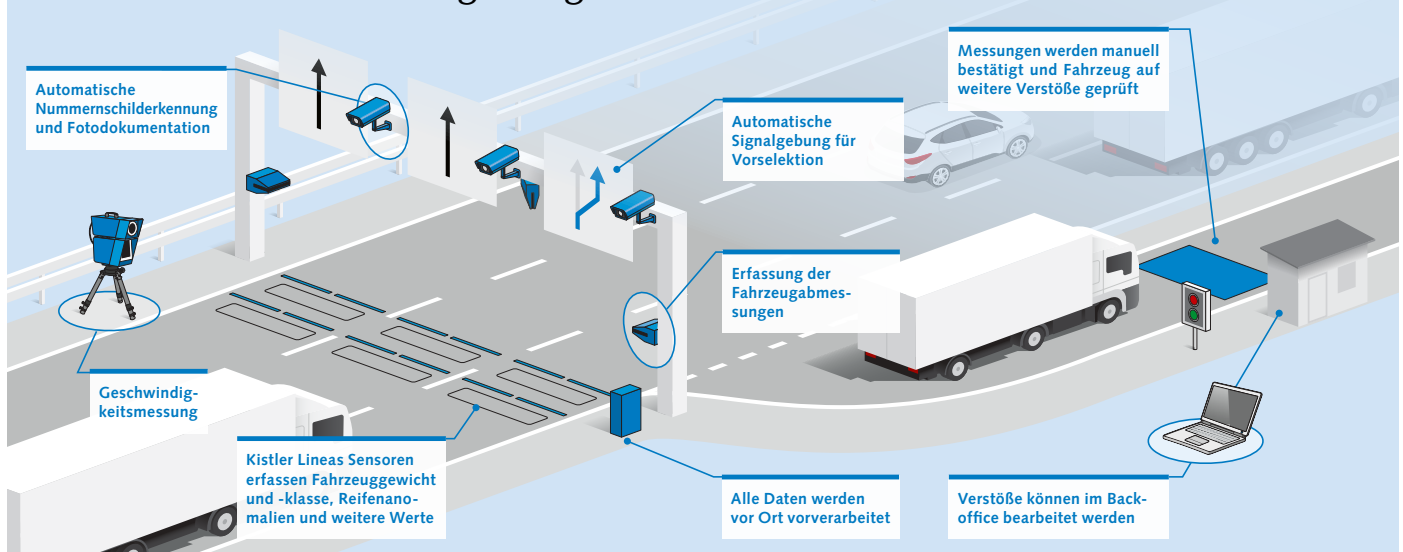 Automatische
Nummernschilderkennung
und Fotodokumentation
Automatische
Signalgebung für
Vorselektion
Messungen werden manuell
bestätigt und Fahrzeug auf
weitere Verstöße geprüft
Erfassung der
Fahrzeugabmes-
sungen
Geschwindig-
keitsmessung
Kistler Lineas Sensoren
erfassen Fahrzeuggewicht
und -klasse, Reifenano-
malien und weitere Werte
Alle Daten werden
vor Ort vorverarbeitet
Verstöße können im Back-
office bearbeitet werden